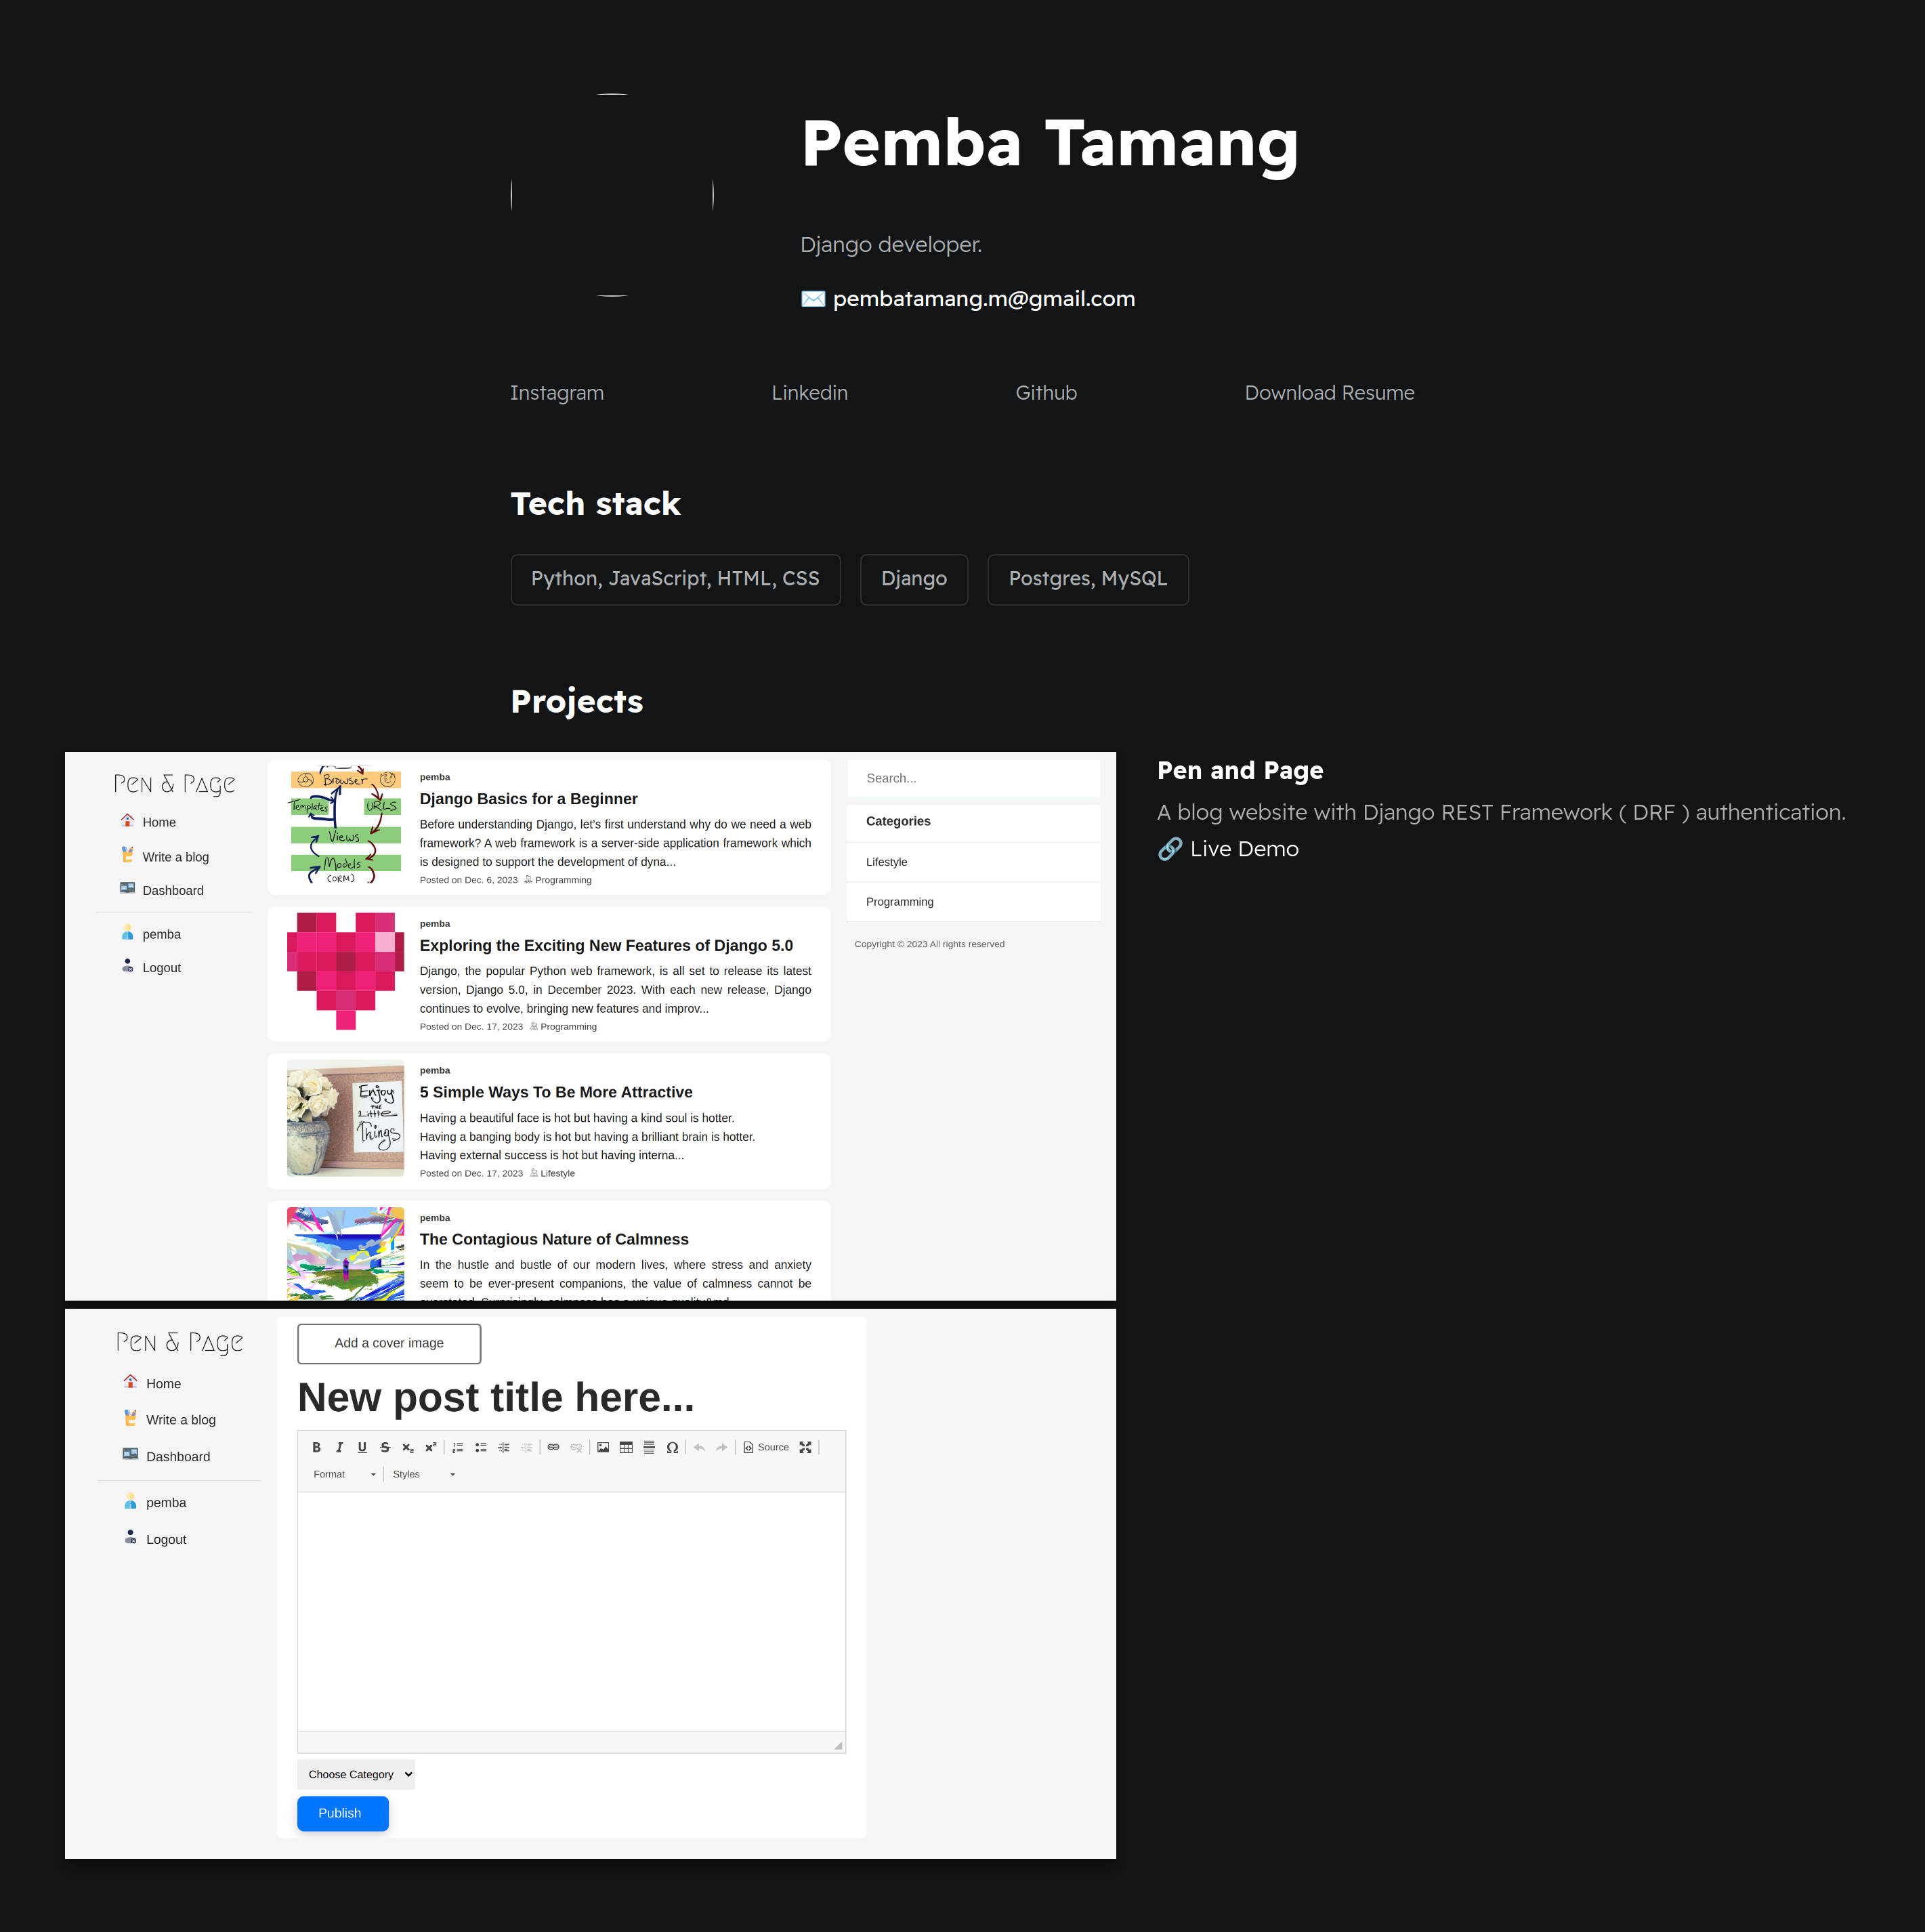 Pemba Tamang
Django developer.
✉️ pembatamang.m@gmail.com
Instagram
Linkedin
Github
Download Resume
Tech stack
Python, JavaScript, HTML, CSS
Django
Postgres, MySQL
Projects
Pen & Page
Home
Write a blog
Dashboard
pemba
Logout
Browser
Templates
URLS
Views
Models
(ORM)
pemba
Django Basics for a Beginner
Before understanding Django, let's first understand why do we need a web
framework? A web framework is a server-side application framework which
is designed to support the development of dyna...
Posted on Dec. 6, 2023 Programming
pemba
Exploring the Exciting New Features of Django 5.0
Django, the popular Python web framework, is all set to release its latest
version, Django 5.0, in December 2023. With each new release, Django
continues to evolve, bringing new features and improv...
Posted on Dec. 17, 2023 Programming
Enjoy
THE
Little
Things
pemba
5 Simple Ways To Be More Attractive
Having a beautiful face is hot but having a kind soul is hotter.
Having a banging body is hot but having a brilliant brain is hotter.
Having external success is hot but having interna...
Posted on Dec. 17, 2023 Lifestyle
pemba
The Contagious Nature of Calmness
In the hustle and bustle of our modern lives, where stress and anxiety
seem to be ever-present companions, the value of calmness cannot be
Search...
Categories
Lifestyle
Programming
Copyright © 2023 All rights reserved
Pen and Page
A blog website with Django REST Framework ( DRF ) authentication.
🔗 Live Demo
Pen & Page
Home
Write a blog
Dashboard
pemba
Logout
Add a cover image
New post title here...
B I U S x₂ x² Ω Source
Format Styles
Choose Category
Publish